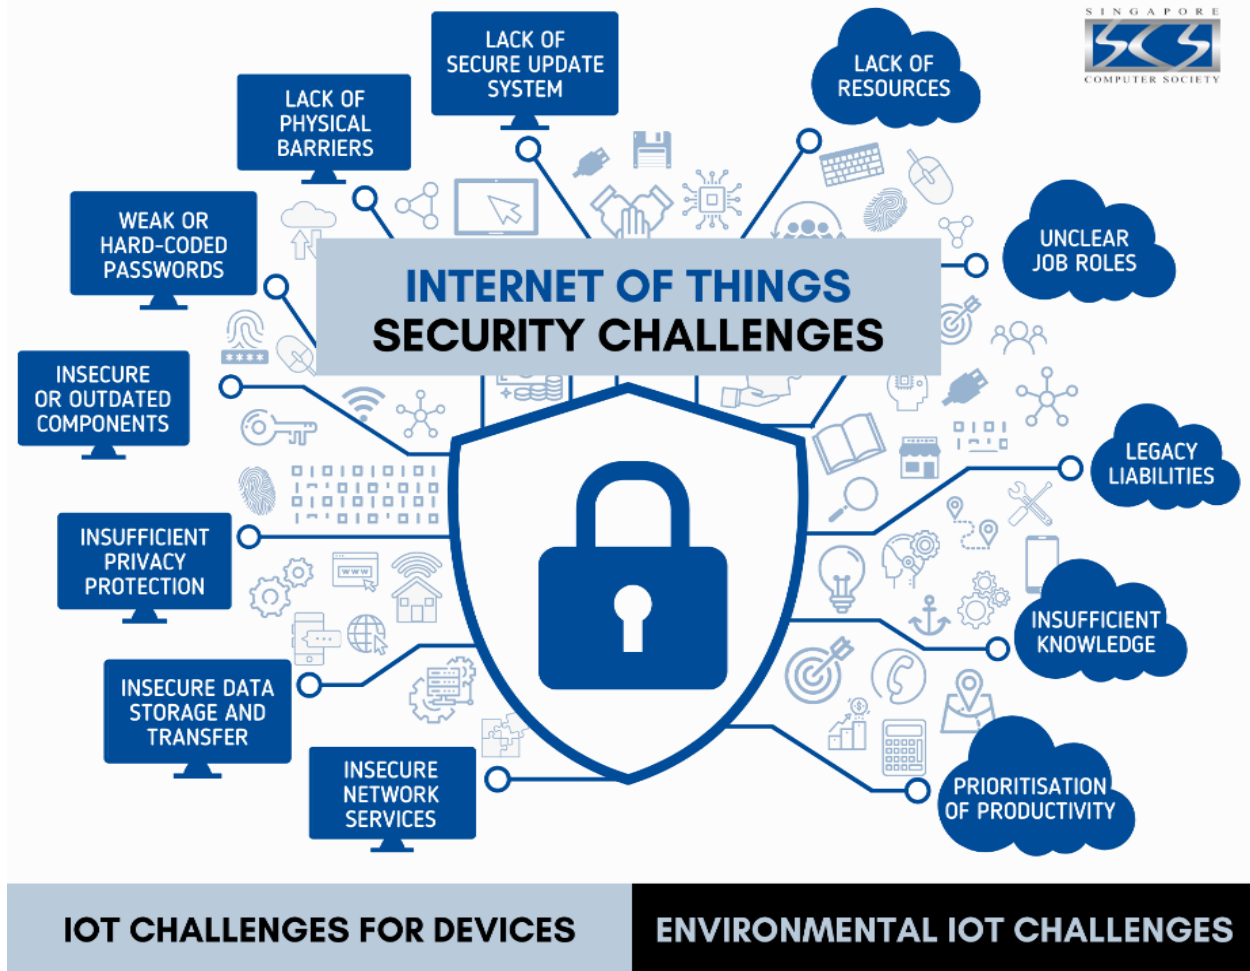 SINGAPORE
SCS
COMPUTER SOCIETY
LACK OF
SECURE UPDATE
SYSTEM
LACK OF
PHYSICAL
BARRIERS
WEAK OR
HARD-CODED
PASSWORDS
INSECURE
OR OUTDATED
COMPONENTS
INSUFFICIENT
PRIVACY
PROTECTION
INSECURE DATA
STORAGE AND
TRANSFER
INSECURE
NETWORK
SERVICES
INTERNET OF THINGS
SECURITY CHALLENGES
****
WWW
$
LACK OF
RESOURCES
UNCLEAR
JOB ROLES
LEGACY
LIABILITIES
INSUFFICIENT
KNOWLEDGE
PRIORITISATION
OF PRODUCTIVITY
IOT CHALLENGES FOR DEVICES
ENVIRONMENTAL IOT CHALLENGES